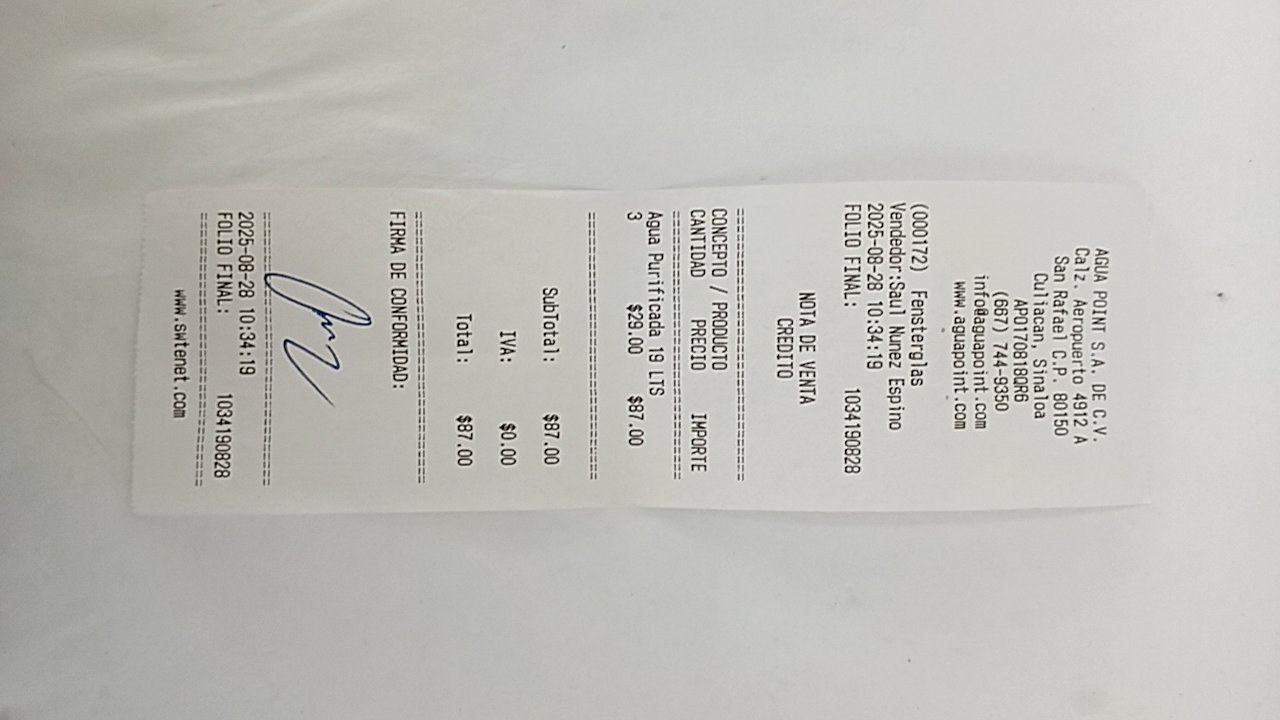 AGUA POINT S.A. DE C.V.
Calz. Aeropuerto 4912 A
San Rafael C.P. 80150
Culiacan, Sinaloa
APO170818QR6
(667) 744-9350
info@aguapoint.com
www.aguapoint.com
(000172) Fensterglas
Vendedor:Saul Nunez Espino
2025-08-28 10:34:19
FOLIO FINAL: 1034190828
NOTA DE VENTA
CREDITO
================================
CONCEPTO / PRODUCTO
CANTIDAD PRECIO IMPORTE
================================
Agua Purificada 19 LTS
3 $29.00 $87.00
================================
SubTotal: $87.00
IVA: $0.00
Total: $87.00
================================
FIRMA DE CONFORMIDAD:
================================
2025-08-28 10:34:19
FOLIO FINAL: 1034190828
================================
www.swtenet.com